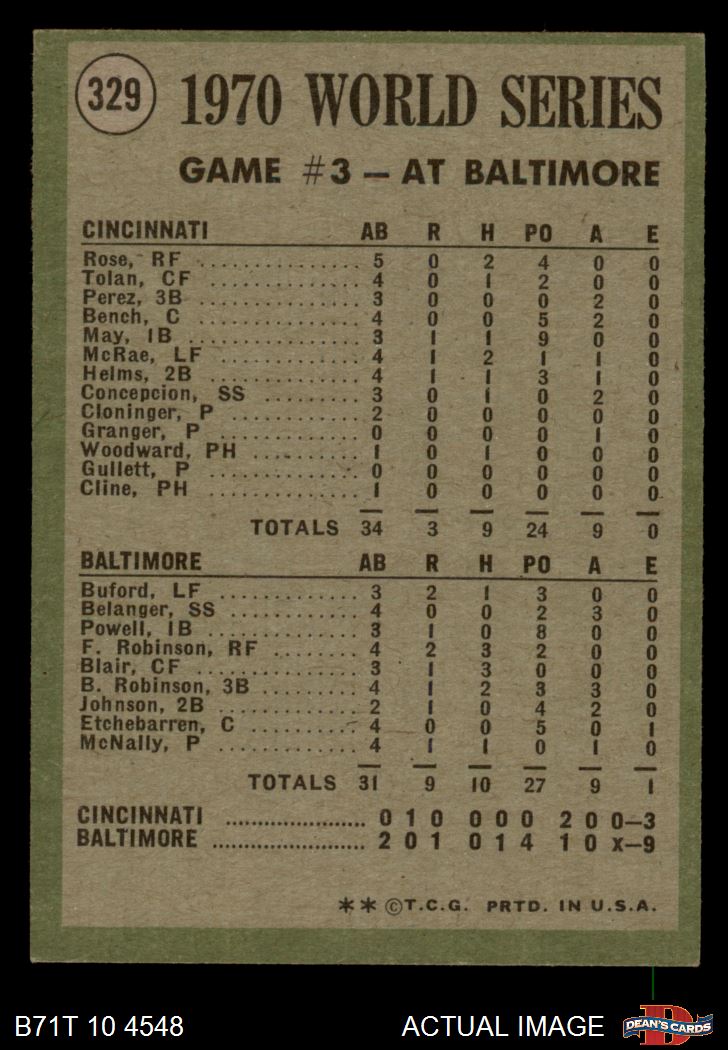 329 1970 WORLD SERIES
GAME #3 — AT BALTIMORE
CINCINNATI AB R H PO A E
Rose, RF ............... 5 0 2 4 0 0
Tolan, CF ............... 4 0 1 2 0 0
Perez, 3B ............... 3 0 1 0 2 0
Bench, C ............... 4 0 0 5 2 0
May, 1B ............... 3 1 1 9 0 0
McRae, LF ............... 4 1 2 1 1 0
Helms, 2B ............... 4 1 1 3 1 0
Concepcion, SS ........... 3 0 1 0 2 0
Cloninger, P ............ 2 0 0 0 0 0
Granger, P ............. 0 0 0 0 1 0
Woodward, PH .......... 1 0 1 0 0 0
Gullett, P .............. 0 0 0 0 0 0
Cline, PH .............. 1 0 0 0 0 0
TOTALS 34 3 9 24 9 0
BALTIMORE AB R H PO A E
Buford, LF .............. 3 2 1 3 0 0
Belanger, SS ............ 4 0 0 2 3 0
Powell, 1B .............. 3 1 0 8 0 0
F. Robinson, RF ......... 4 2 3 2 0 0
Blair, CF ............... 3 1 3 0 0 0
B. Robinson, 3B ......... 4 1 2 3 3 0
Johnson, 2B ............. 2 1 0 4 2 0
Etchebarren, C .......... 4 0 0 5 0 1
McNally, P .............. 4 1 1 0 1 0
TOTALS 31 9 10 27 9 1
CINCINNATI ..................... 0 1 0 0 0 0 2 0 0—3
BALTIMORE ...................... 2 0 1 0 1 4 1 0 x—9
** ©T.C.G. PRTD. IN U.S.A.
B71T 10 4548 ACTUAL IMAGE D DEAN'S CARDS